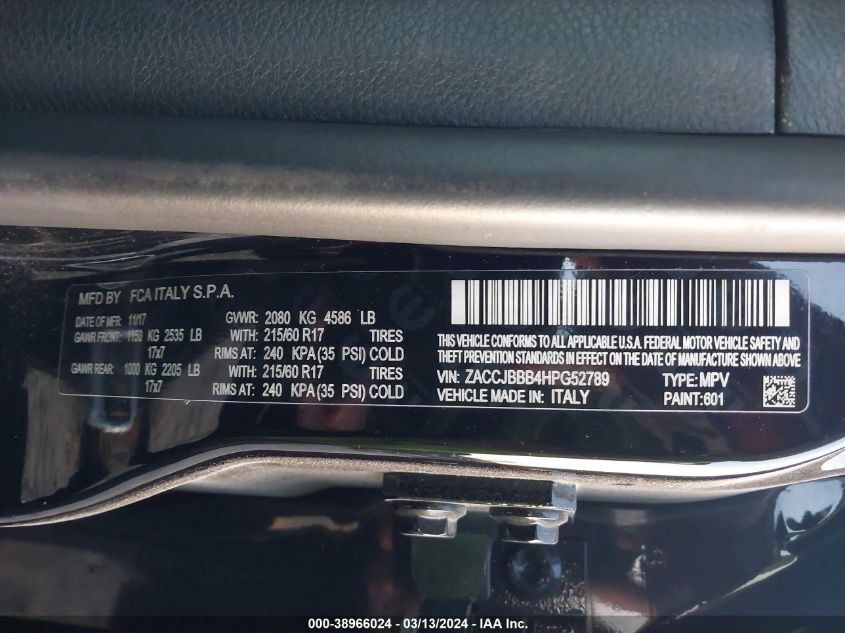 MFD BY FCA ITALY S.P.A.
DATE OF MFR: 11/17 GVWR: 2080 KG 4586 LB
GAWR FRONT: 1150 KG 2535 LB WITH: 215/60 R17 TIRES
17x7 RIMS AT: 240 KPA (35 PSI) COLD
GAWR REAR: 1000 KG 2205 LB WITH: 215/60 R17 TIRES
17x7 RIMS AT: 240 KPA (35 PSI) COLD
THIS VEHICLE CONFORMS TO ALL APPLICABLE U.S.A. FEDERAL MOTOR VEHICLE SAFETY AND
THEFT PREVENTION STANDARDS IN EFFECT ON THE DATE OF MANUFACTURE SHOWN ABOVE
VIN: ZACCJBBB4HPG52789 TYPE: MPV
VEHICLE MADE IN: ITALY PAINT: 601
000-38966024 - 03/13/2024 - IAA Inc.